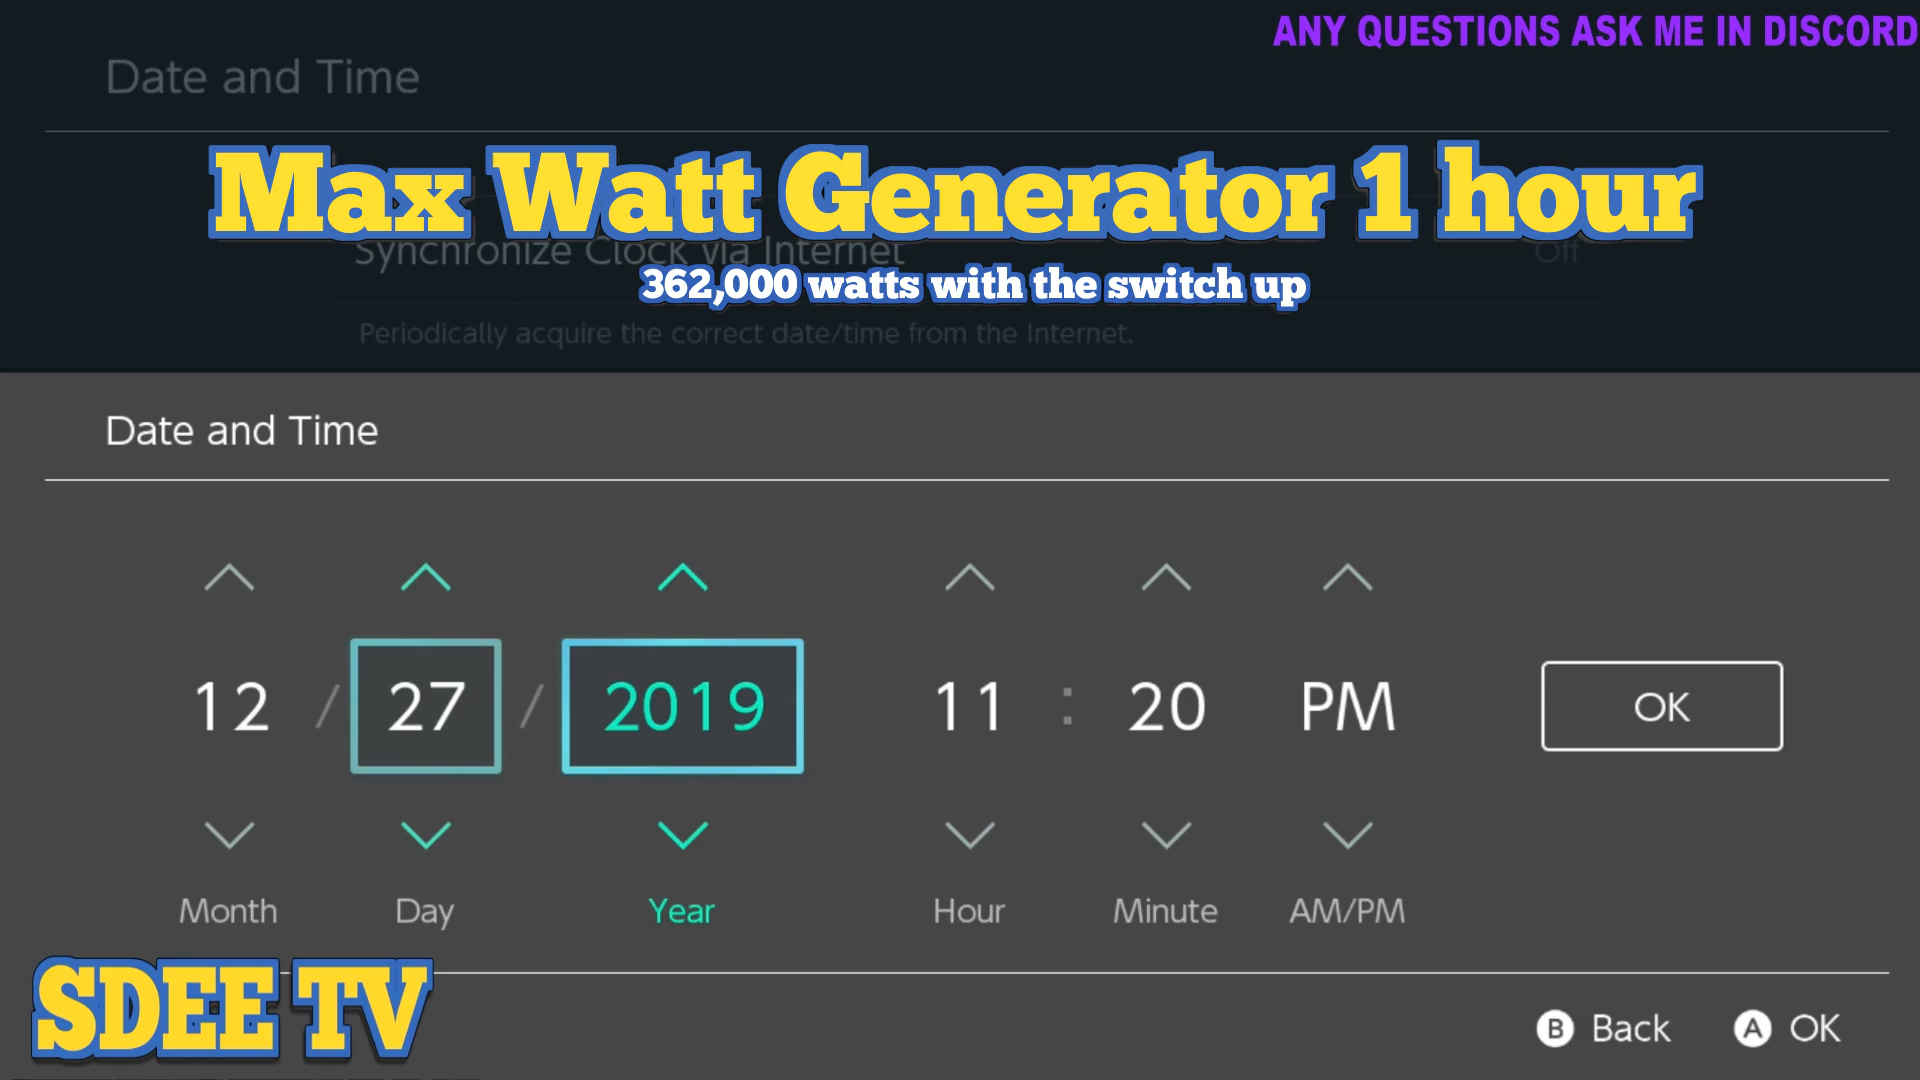 ANY QUESTIONS ASK ME IN DISCORD
Date and Time
Max Watt Generator 1 hour
Synchronize Clock via Internet Off
362,000 watts with the switch up
Periodically acquire the correct date/time from the Internet.
Date and Time
12 / 27 / 2019 11 : 20 PM OK
Month Day Year Hour Minute AM/PM
SDEE TV
B Back A OK